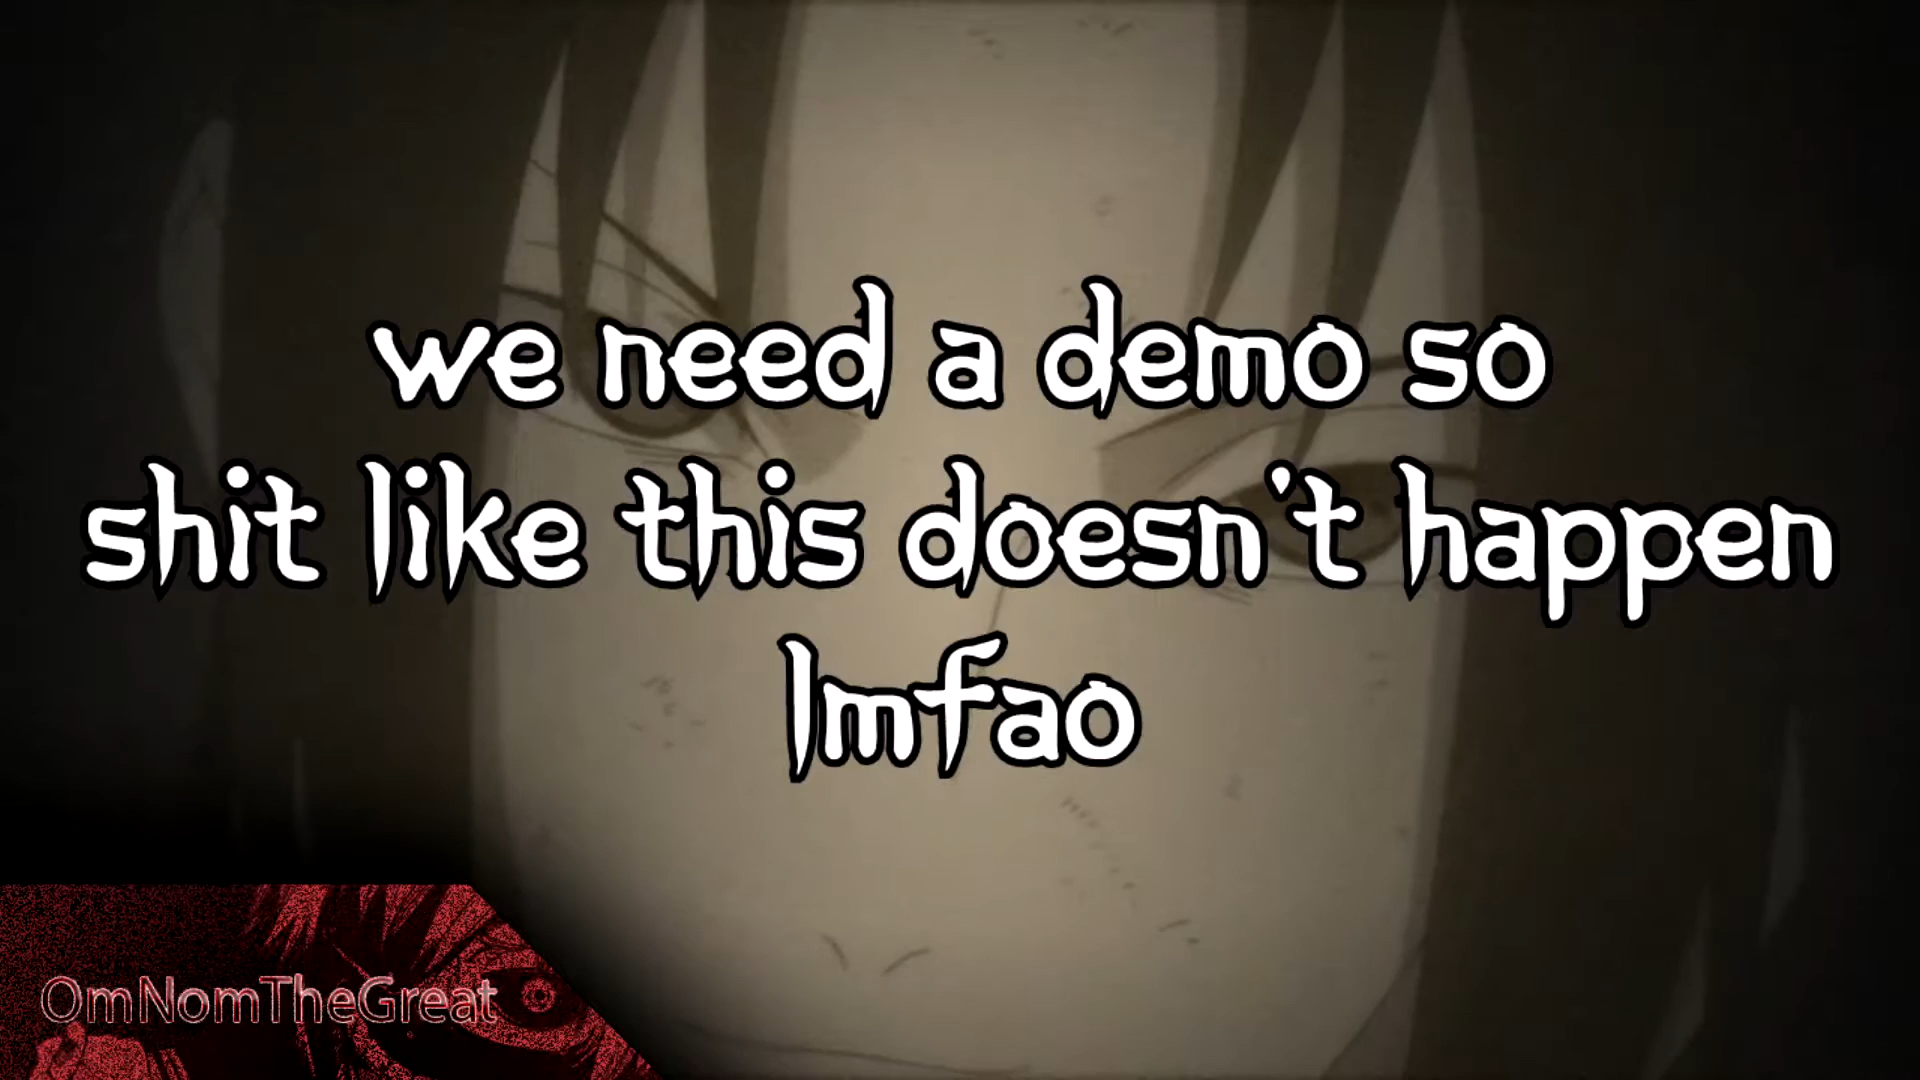 we need a demo so
shit like this doesn't happen
lmfao
OmNomTheGreat